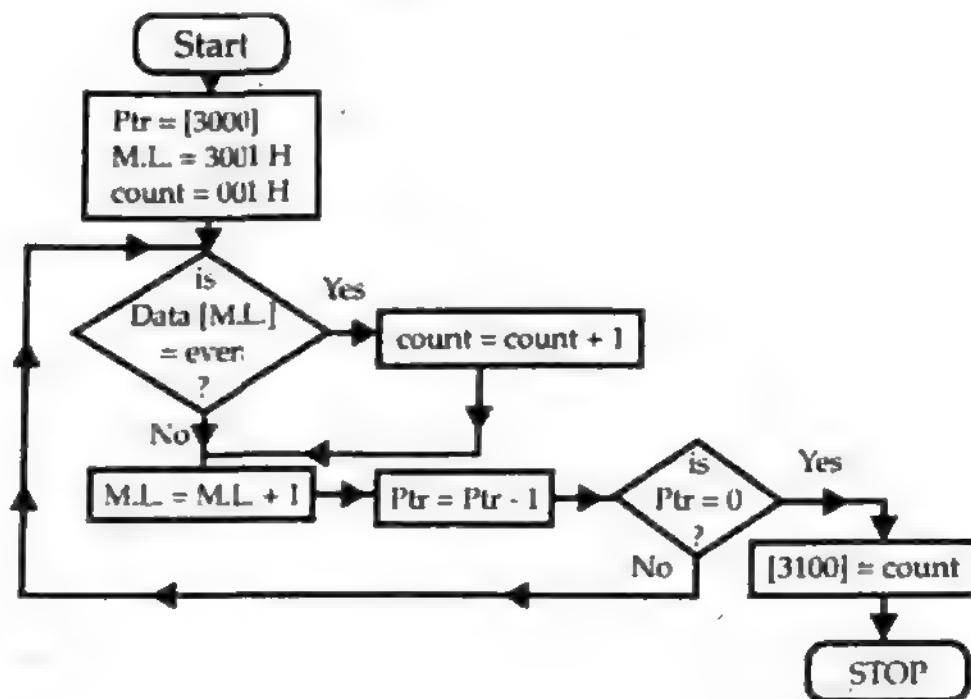 Start
Ptr = [3000]
M.L. = 3001 H
count = 001 H
is
Data [M.L.]
= even
?
Yes
count = count + 1
No
M.L. = M.L. + 1
Ptr = Ptr - 1
is
Ptr = 0
?
Yes
No
[3100] = count
STOP